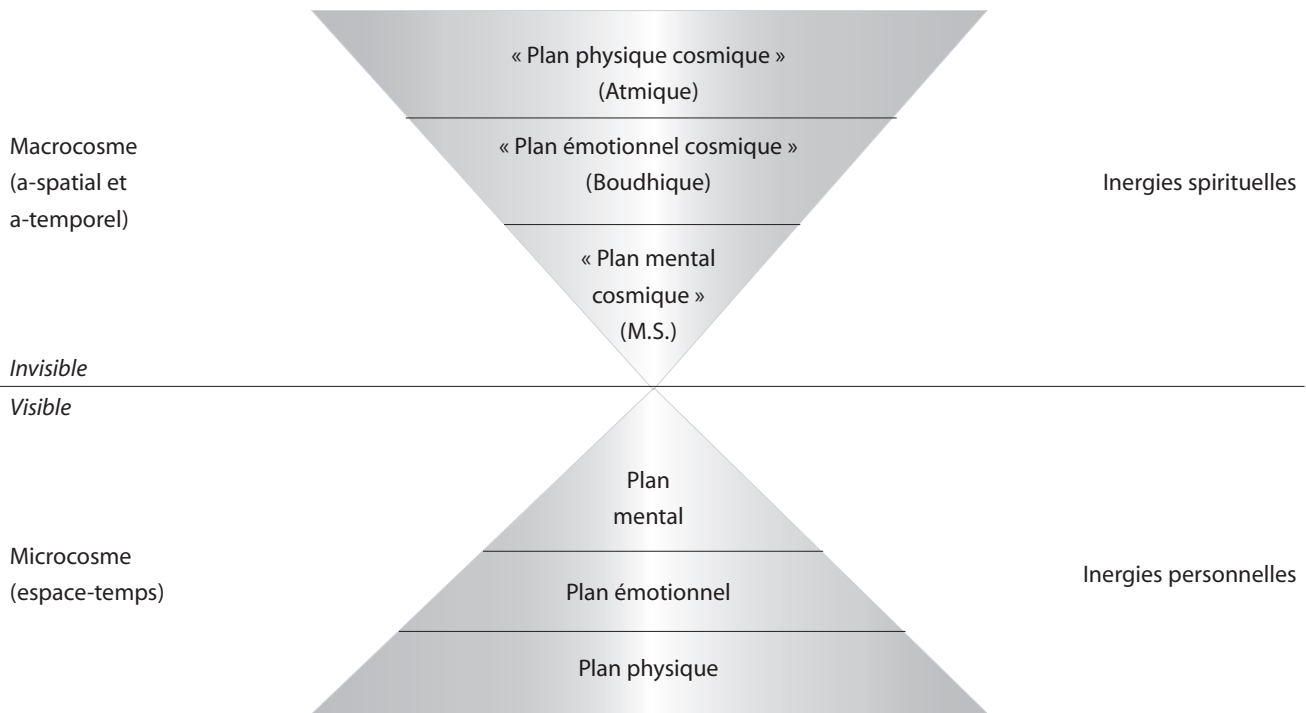 « Plan physique cosmique »
(Atmique)
Macrocosme
(a-spatial et
a-temporel)
« Plan émotionnel cosmique »
(Boudhique)
Inergies spirituelles
« Plan mental
cosmique »
(M.S.)
Invisible
Visible
Plan
mental
Microcosme
(espace-temps)
Plan émotionnel
Inergies personnelles
Plan physique